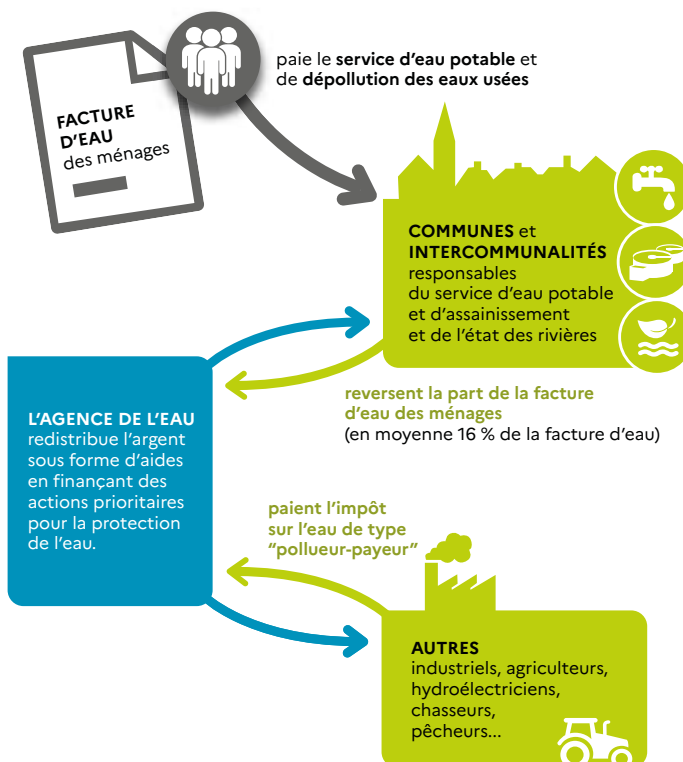 paie le service d'eau potable et
de dépollution des eaux usées
FACTURE
D'EAU
des ménages
COMMUNES et
INTERCOMMUNALITÉS
responsables
du service d'eau potable
et d'assainissement
et de l'état des rivières
reversent la part de la facture
d'eau des ménages
(en moyenne 16 % de la facture d'eau)
L'AGENCE DE L'EAU
redistribue l'argent
sous forme d'aides
en finançant des
actions prioritaires
pour la protection
de l'eau.
paient l'impôt
sur l'eau de type
“pollueur-payeur”
AUTRES
industriels, agriculteurs,
hydroélectriciens,
chasseurs,
pêcheurs...